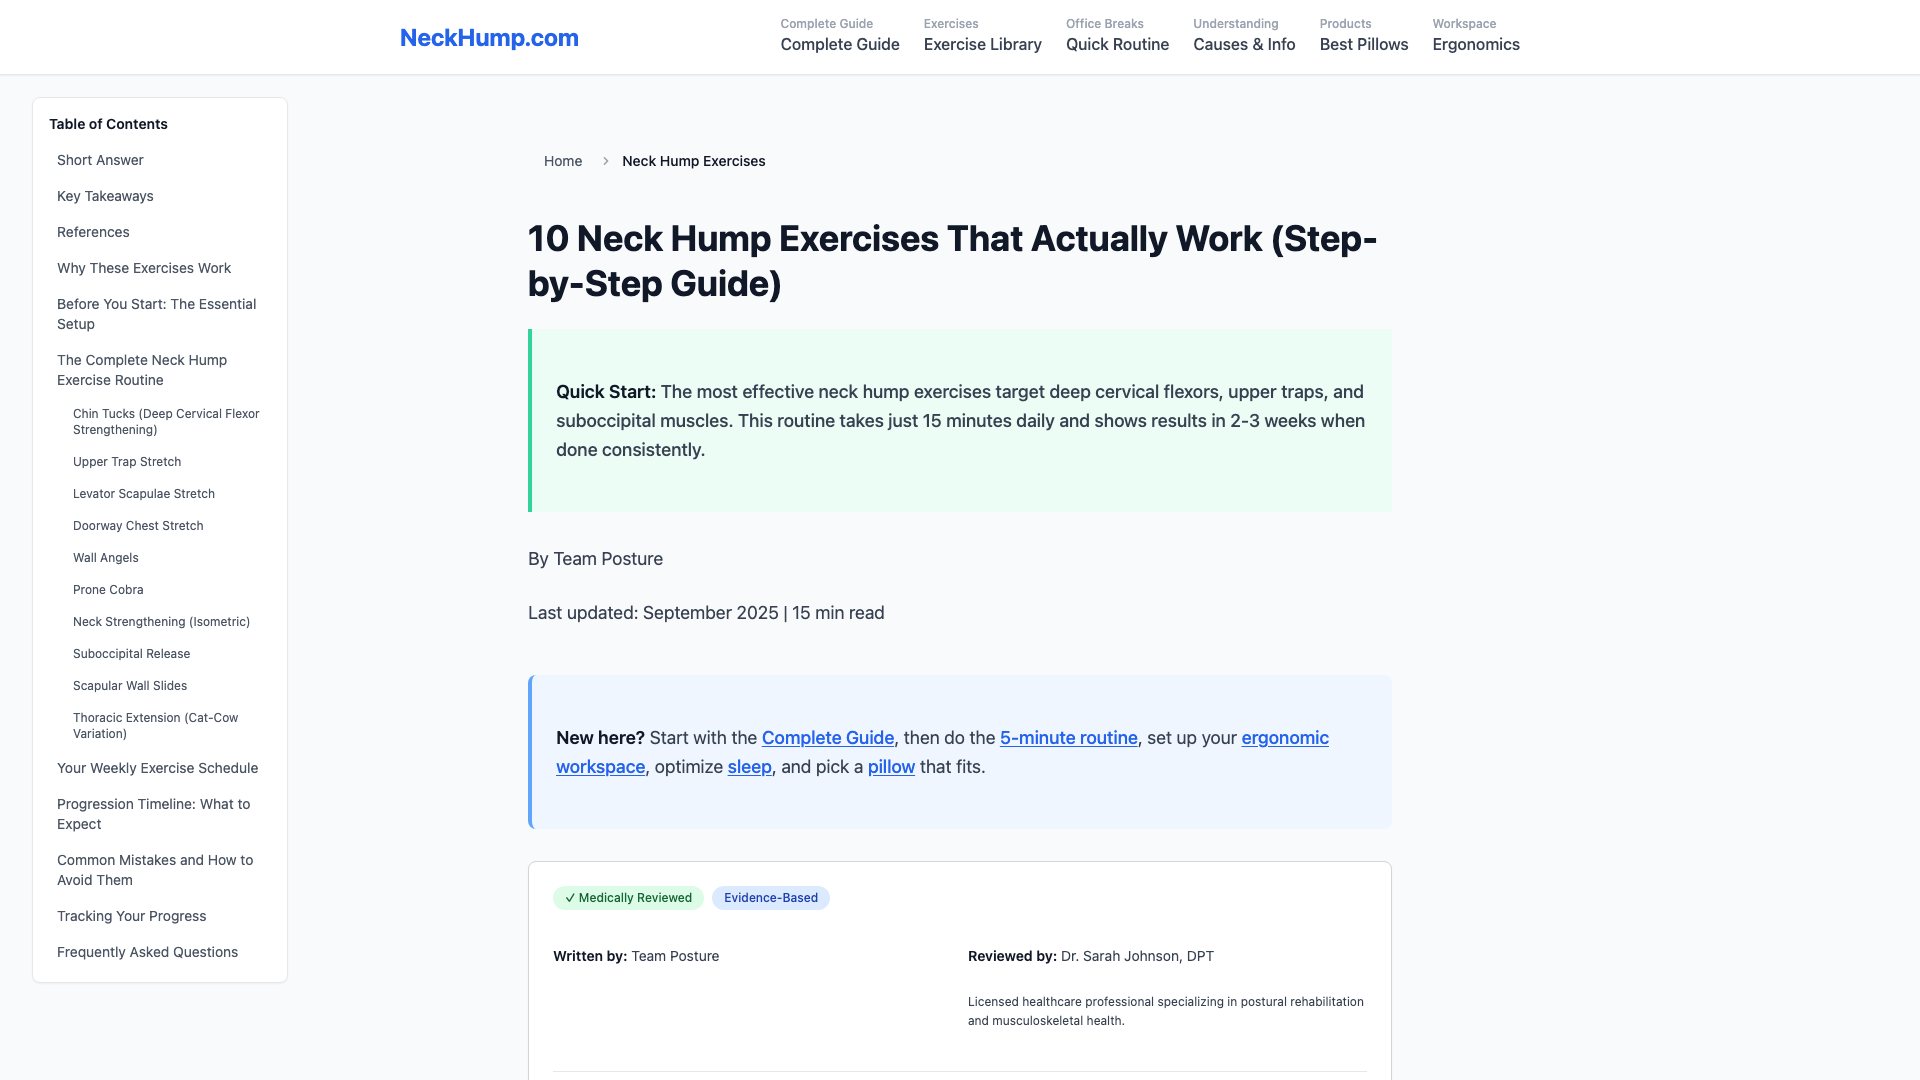 NeckHump.com
Complete Guide
Complete Guide
Exercises
Exercise Library
Office Breaks
Quick Routine
Understanding
Causes & Info
Products
Best Pillows
Workspace
Ergonomics
Table of Contents
Short Answer
Key Takeaways
References
Why These Exercises Work
Before You Start: The Essential
Setup
The Complete Neck Hump
Exercise Routine
Chin Tucks (Deep Cervical Flexor
Strengthening)
Upper Trap Stretch
Levator Scapulae Stretch
Doorway Chest Stretch
Wall Angels
Prone Cobra
Neck Strengthening (Isometric)
Suboccipital Release
Scapular Wall Slides
Thoracic Extension (Cat-Cow
Variation)
Your Weekly Exercise Schedule
Progression Timeline: What to
Expect
Common Mistakes and How to
Avoid Them
Tracking Your Progress
Frequently Asked Questions
Home > Neck Hump Exercises
10 Neck Hump Exercises That Actually Work (Step-
by-Step Guide)
Quick Start: The most effective neck hump exercises target deep cervical flexors, upper traps, and
suboccipital muscles. This routine takes just 15 minutes daily and shows results in 2-3 weeks when
done consistently.
By Team Posture
Last updated: September 2025 | 15 min read
New here? Start with the Complete Guide, then do the 5-minute routine, set up your ergonomic
workspace, optimize sleep, and pick a pillow that fits.
✓ Medically Reviewed
Evidence-Based
Written by: Team Posture
Reviewed by: Dr. Sarah Johnson, DPT
Licensed healthcare professional specializing in postural rehabilitation
and musculoskeletal health.